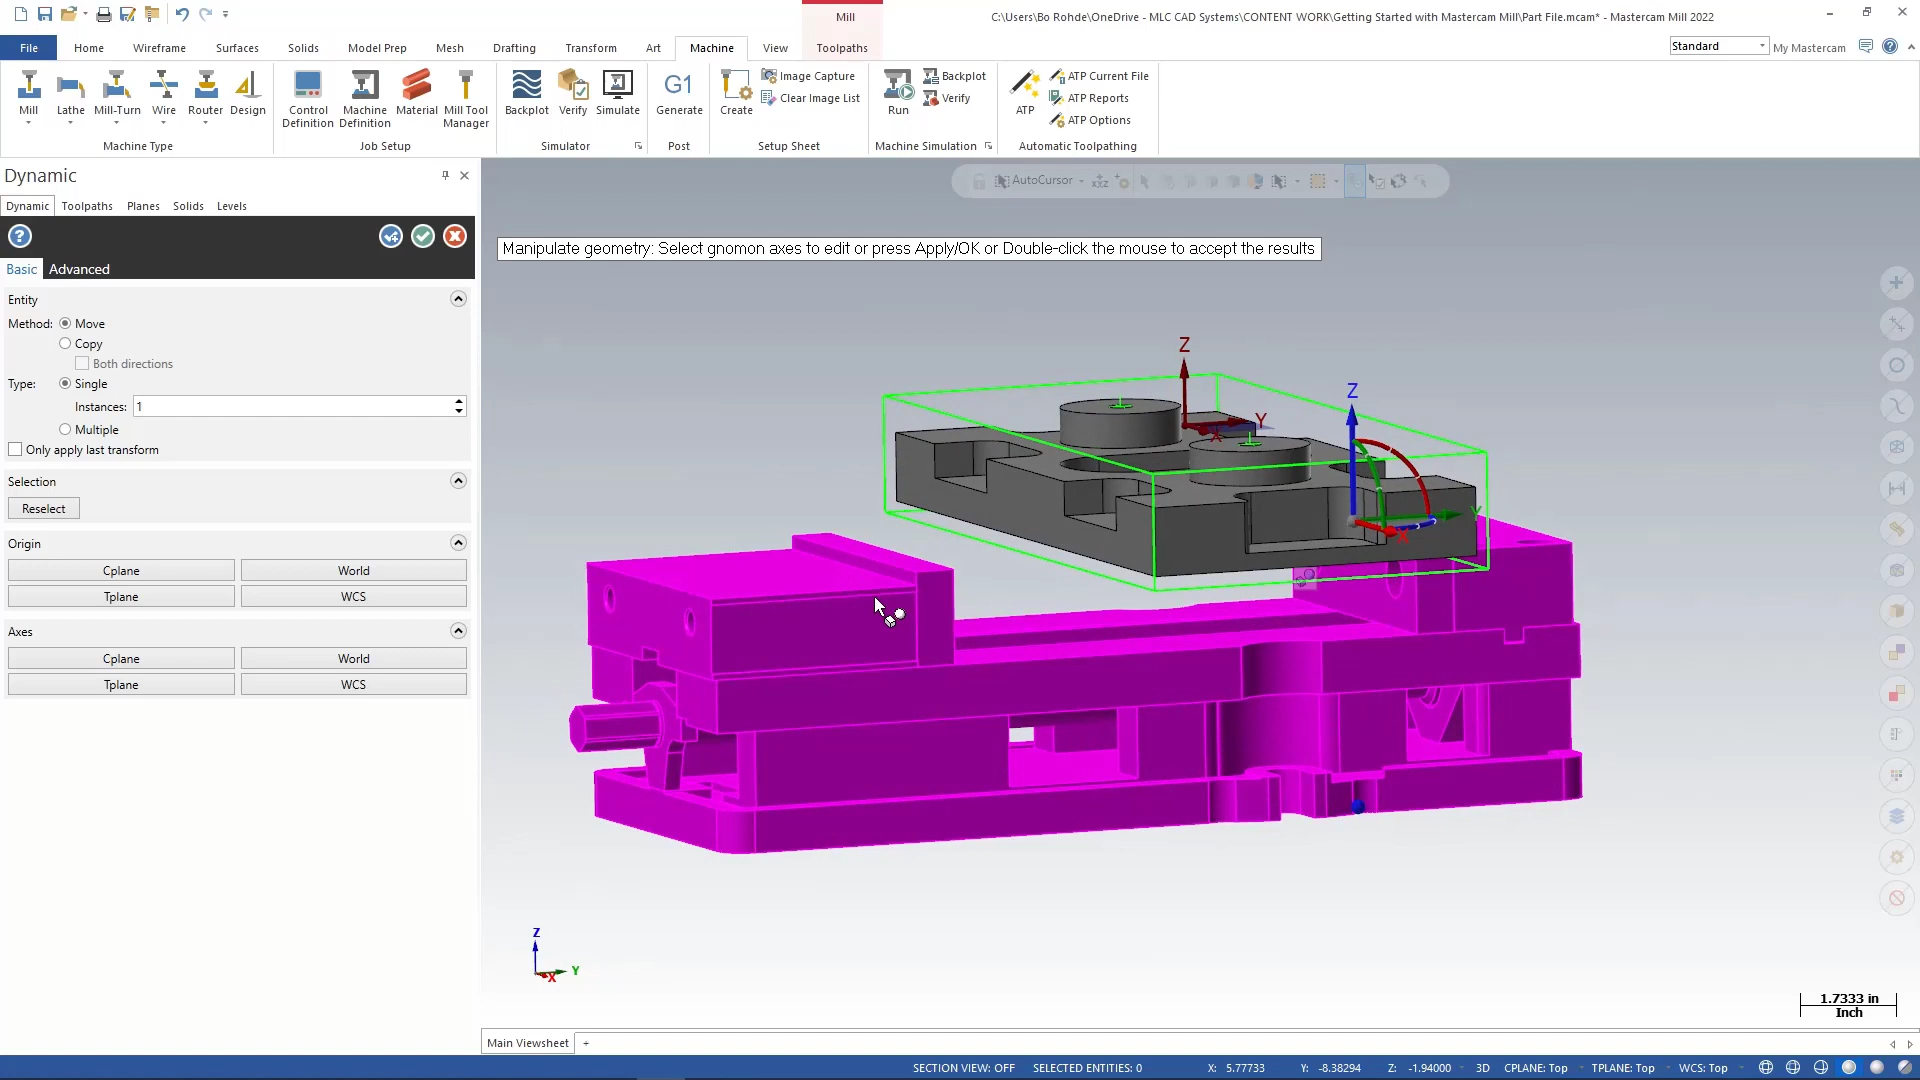 Mill
C:\Users\Bo Rohde\OneDrive - MLC CAD Systems\CONTENT WORK\Getting Started with Mastercam Mill\Part File.mcam* - Mastercam Mill 2022
File Home Wireframe Surfaces Solids Model Prep Mesh Drafting Transform Art Machine View Toolpaths
Standard My Mastercam
Mill Lathe Mill-Turn Wire Router Design
Machine Type
Control Definition Machine Definition Material Mill Tool Manager
Job Setup
Backplot Verify Simulate
Simulator
G1
Generate
Post
Create
Image Capture
Clear Image List
Setup Sheet
Run
Backplot
Verify
Machine Simulation
ATP
ATP Current File
ATP Reports
ATP Options
Automatic Toolpathing
Dynamic
Dynamic Toolpaths Planes Solids Levels
Basic Advanced
Entity
Method: Move
Copy
Both directions
Type: Single
Instances: 1
Multiple
Only apply last transform
Selection
Reselect
Origin
Cplane World
Tplane WCS
Axes
Cplane World
Tplane WCS
AutoCursor
Manipulate geometry: Select gnomon axes to edit or press Apply/OK or Double-click the mouse to accept the results
Z
Y
X
Z
Y
X
Z
Y
X
1.7333 in
Inch
Main Viewsheet +
SECTION VIEW: OFF SELECTED ENTITIES: 0 X: 5.77733 Y: -8.38294 Z: -1.94000 3D CPLANE: Top TPLANE: Top WCS: Top